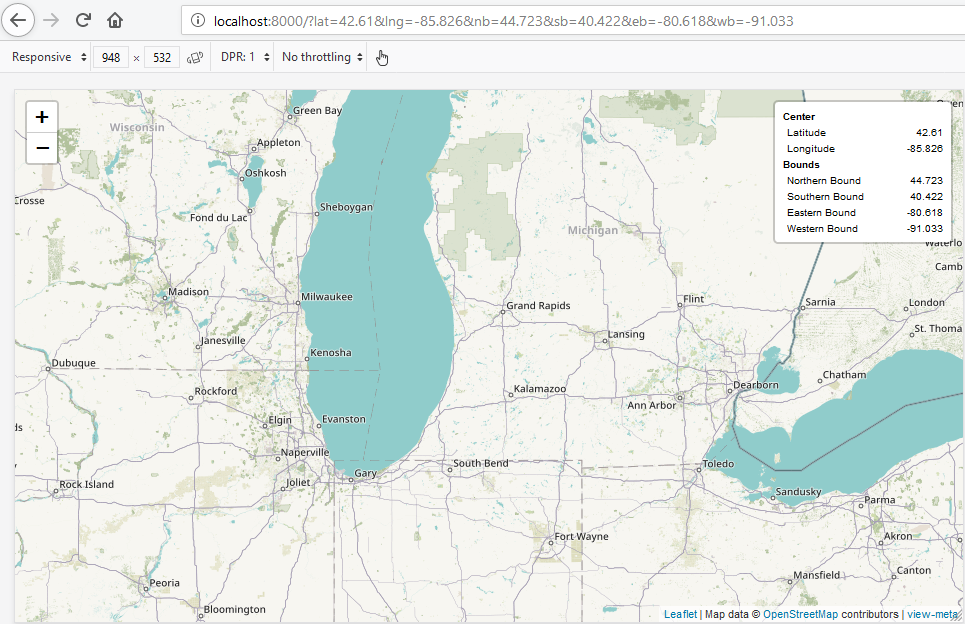 localhost:8000/?lat=42.61&lng=-85.826&nb=44.723&sb=40.422&eb=-80.618&wb=-91.033
Responsive 948 × 532 DPR: 1 No throttling
+
−
Center
Latitude 42.61
Longitude -85.826
Bounds
Northern Bound 44.723
Southern Bound 40.422
Eastern Bound -80.618
Western Bound -91.033
Green Bay
Wisconsin
Appleton
Oshkosh
Crosse
Sheboygan
Fond du Lac
Michigan
Waterlo
Camb
Madison
Milwaukee
Grand Rapids
Flint
Sarnia
London
St. Thoma
Janesville
Lansing
Kenosha
Dubuque
Chatham
Dearborn
Rockford
Kalamazoo
Ann Arbor
Elgin
Evanston
ds
Naperville
South Bend
Toledo
Gary
Rock Island
Joliet
Sandusky
Parma
Fort Wayne
Akron
Canton
Mansfield
Peoria
Bloomington
Leaflet | Map data © OpenStreetMap contributors | view-meta